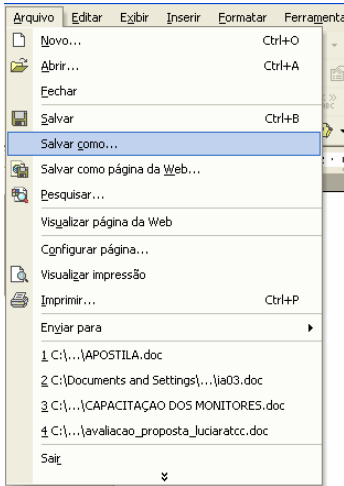 Arquivo Editar Exibir Inserir Formatar Ferramenta
Novo... Ctrl+O
Abrir... Ctrl+A
Fechar
Salvar Ctrl+B
Salvar como...
Salvar como página da Web...
Pesquisar...
Visualizar página da Web
Configurar página...
Visualizar impressão
Imprimir... Ctrl+P
Enviar para
1 C:\...\APOSTILA.doc
2 C:\Documents and Settings\...\ia03.doc
3 C:\...\CAPACITAÇAO DOS MONITORES.doc
4 C:\...\avaliacao_proposta_luciaratcc.doc
Sair